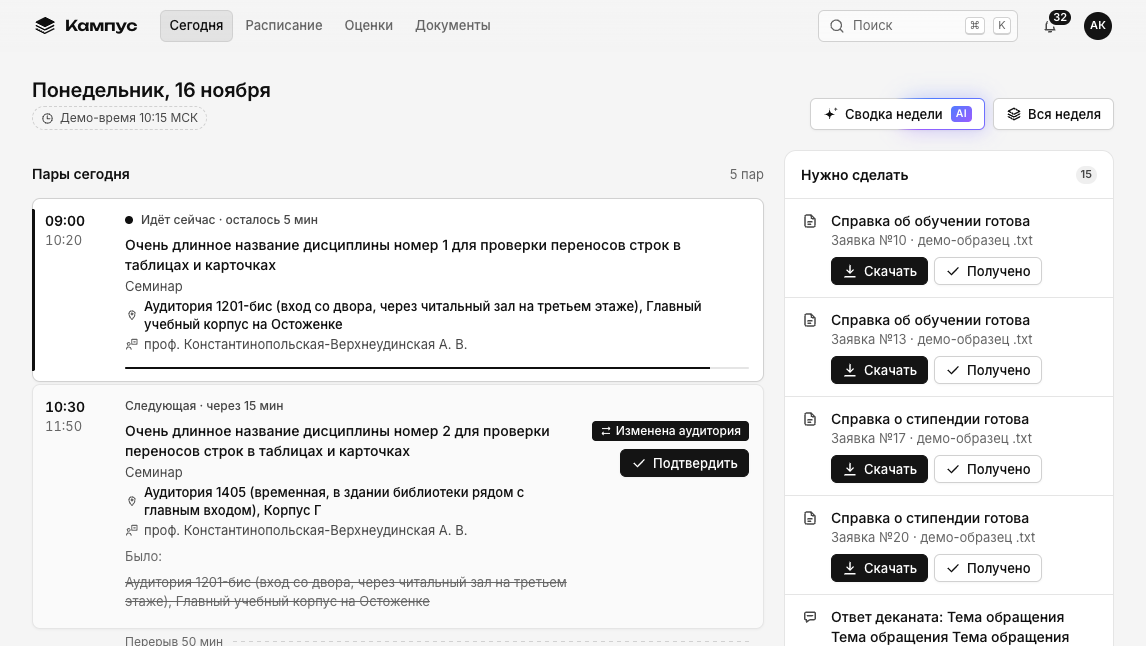 Кампус
Сегодня
Расписание
Оценки
Документы
Поиск
⌘ K
32
АК
Понедельник, 16 ноября
Демо-время 10:15 МСК
Сводка недели AI
Вся неделя
Пары сегодня
5 пар
09:00
10:20
Идёт сейчас · осталось 5 мин
Очень длинное название дисциплины номер 1 для проверки переносов строк в
таблицах и карточках
Семинар
Аудитория 1201-бис (вход со двора, через читальный зал на третьем этаже), Главный
учебный корпус на Остоженке
проф. Константинопольская-Верхнеудинская А. В.
10:30
11:50
Следующая · через 15 мин
Очень длинное название дисциплины номер 2 для проверки
переносов строк в таблицах и карточках
Семинар
Аудитория 1405 (временная, в здании библиотеки рядом с
главным входом), Корпус Г
проф. Константинопольская-Верхнеудинская А. В.
Было:
Аудитория 1201-бис (вход со двора, через читальный зал на третьем
этаже), Главный учебный корпус на Остоженке
Изменена аудитория
Подтвердить
Перерыв 50 мин
Нужно сделать
15
Справка об обучении готова
Заявка №10 · демо-образец .txt
Скачать
Получено
Справка об обучении готова
Заявка №13 · демо-образец .txt
Скачать
Получено
Справка о стипендии готова
Заявка №17 · демо-образец .txt
Скачать
Получено
Справка о стипендии готова
Заявка №20 · демо-образец .txt
Скачать
Получено
Ответ деканата: Тема обращения
Тема обращения Тема обращения